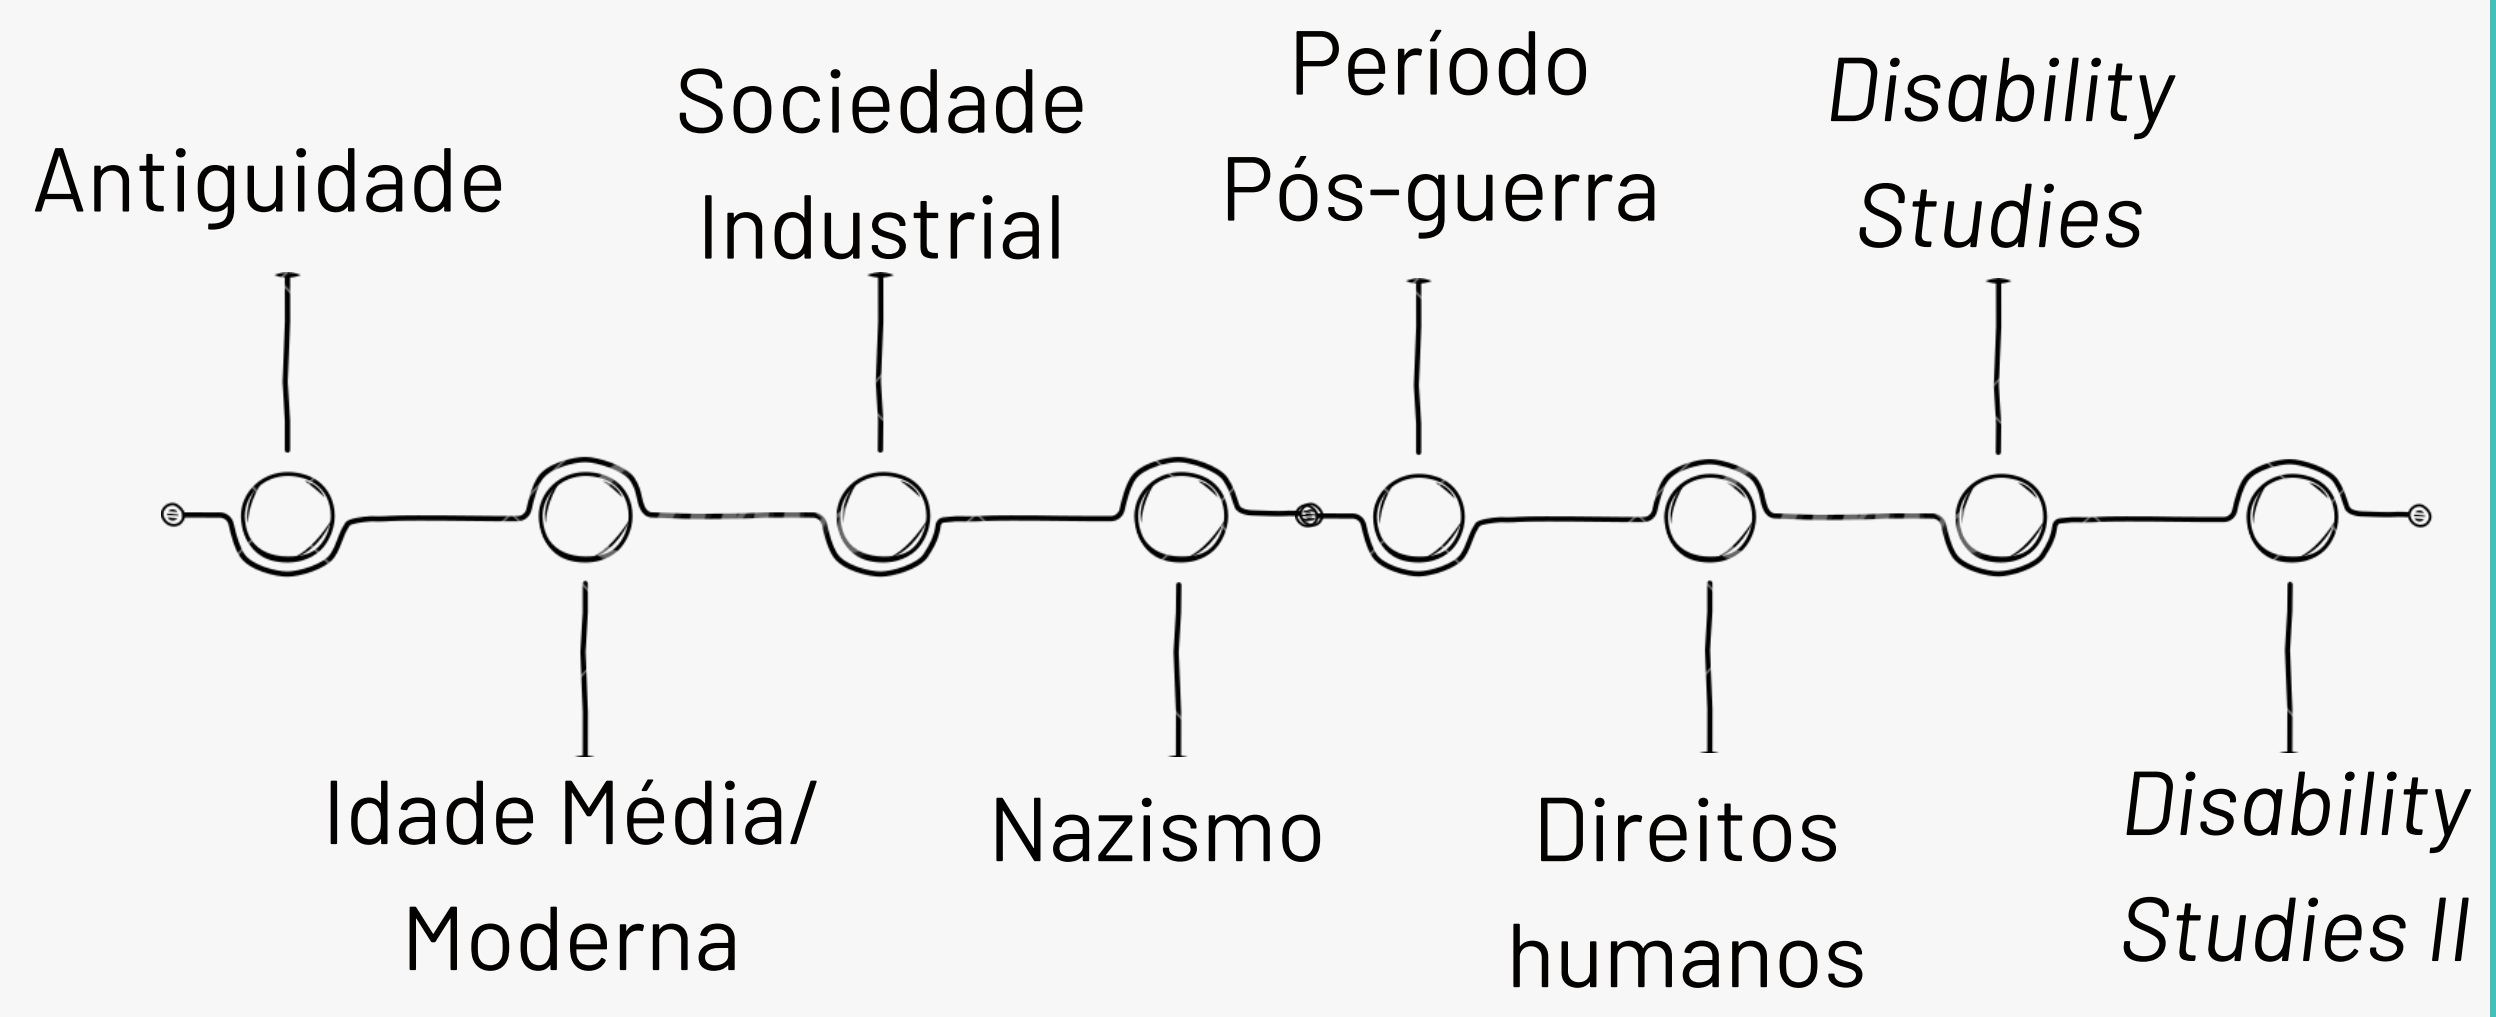 Antiguidade
Idade Média/
Moderna
Sociedade
Industrial
Nazismo
Período
Pós-guerra
Direitos
humanos
Disability
Studies
Disability
Studies II